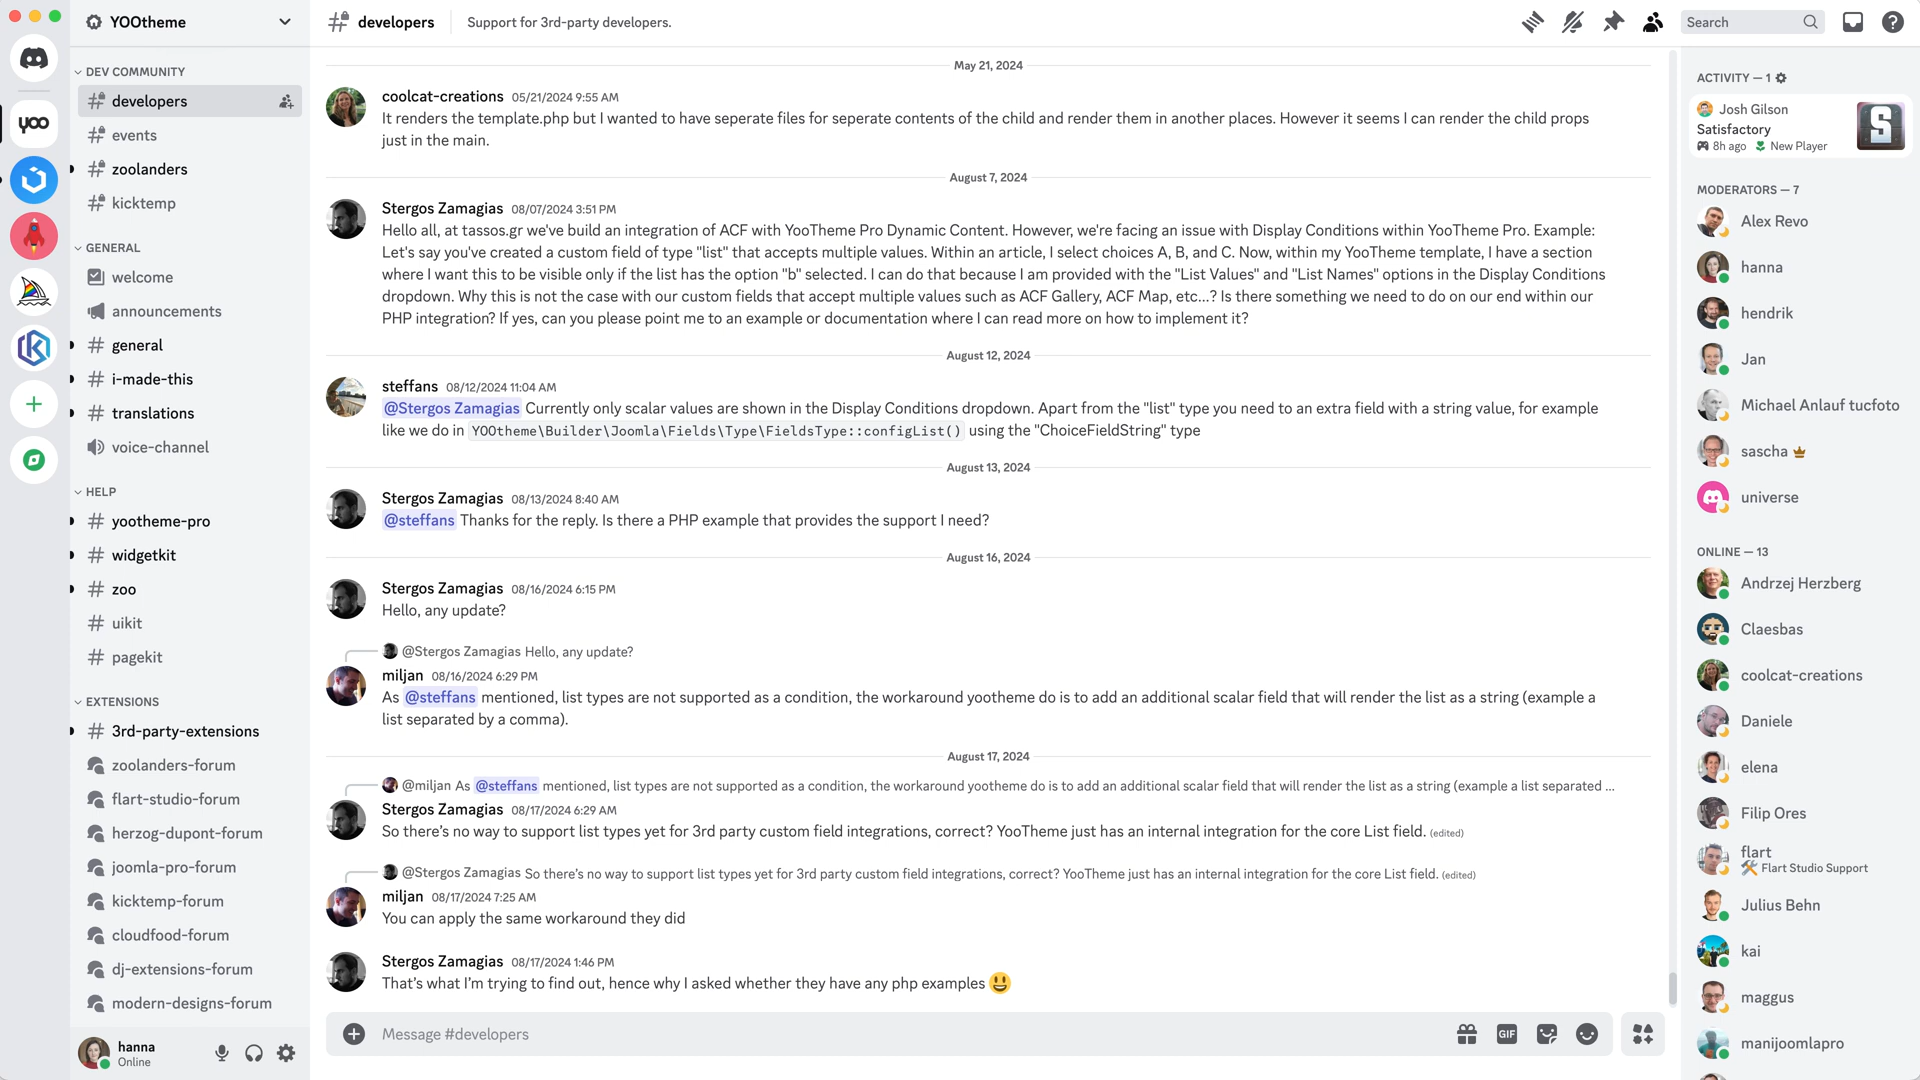 YOOtheme
developers
Support for 3rd-party developers.
Search
yoo
DEV COMMUNITY
developers
events
zoolanders
kicktemp
GENERAL
welcome
announcements
general
i-made-this
translations
voice-channel
HELP
yootheme-pro
widgetkit
zoo
uikit
pagekit
EXTENSIONS
3rd-party-extensions
zoolanders-forum
flart-studio-forum
herzog-dupont-forum
joomla-pro-forum
kicktemp-forum
cloudfood-forum
dj-extensions-forum
modern-designs-forum
hanna
Online
May 21, 2024
coolcat-creations 05/21/2024 9:55 AM
It renders the template.php but I wanted to have seperate files for seperate contents of the child and render them in another places. However it seems I can render the child props
just in the main.
August 7, 2024
Stergos Zamagias 08/07/2024 3:51 PM
Hello all, at tassos.gr we've build an integration of ACF with YooTheme Pro Dynamic Content. However, we're facing an issue with Display Conditions within YooTheme Pro. Example:
Let's say you've created a custom field of type "list" that accepts multiple values. Within an article, I select choices A, B, and C. Now, within my YooTheme template, I have a section
where I want this to be visible only if the list has the option "b" selected. I can do that because I am provided with the "List Values" and "List Names" options in the Display Conditions
dropdown. Why this is not the case with our custom fields that accept multiple values such as ACF Gallery, ACF Map, etc...? Is there something we need to do on our end within our
PHP integration? If yes, can you please point me to an example or documentation where I can read more on how to implement it?
August 12, 2024
steffans 08/12/2024 11:04 AM
@Stergos Zamagias Currently only scalar values are shown in the Display Conditions dropdown. Apart from the "list" type you need to an extra field with a string value, for example
like we do in YOOtheme\Builder\Joomla\Fields\Type\FieldsType::configList() using the "ChoiceFieldString" type
August 13, 2024
Stergos Zamagias 08/13/2024 8:40 AM
@steffans Thanks for the reply. Is there a PHP example that provides the support I need?
August 16, 2024
Stergos Zamagias 08/16/2024 6:15 PM
Hello, any update?
@Stergos Zamagias Hello, any update?
miljan 08/16/2024 6:29 PM
As @steffans mentioned, list types are not supported as a condition, the workaround yootheme do is to add an additional scalar field that will render the list as a string (example a
list separated by a comma).
August 17, 2024
@miljan As @steffans mentioned, list types are not supported as a condition, the workaround yootheme do is to add an additional scalar field that will render the list as a string (example a list separated ...
Stergos Zamagias 08/17/2024 6:29 AM
So there's no way to support list types yet for 3rd party custom field integrations, correct? YooTheme just has an internal integration for the core List field. (edited)
@Stergos Zamagias So there's no way to support list types yet for 3rd party custom field integrations, correct? YooTheme just has an internal integration for the core List field. (edited)
miljan 08/17/2024 7:25 AM
You can apply the same workaround they did
Stergos Zamagias 08/17/2024 1:46 PM
That's what I'm trying to find out, hence why I asked whether they have any php examples 😃
Message #developers
GIF
ACTIVITY — 1
Josh Gilson
Satisfactory
8h ago New Player
S
MODERATORS — 7
Alex Revo
hanna
hendrik
Jan
Michael Anlauf tucfoto
sascha
universe
ONLINE — 13
Andrzej Herzberg
Claesbas
coolcat-creations
Daniele
elena
Filip Ores
flart
Flart Studio Support
Julius Behn
kai
maggus
manijoomlapro